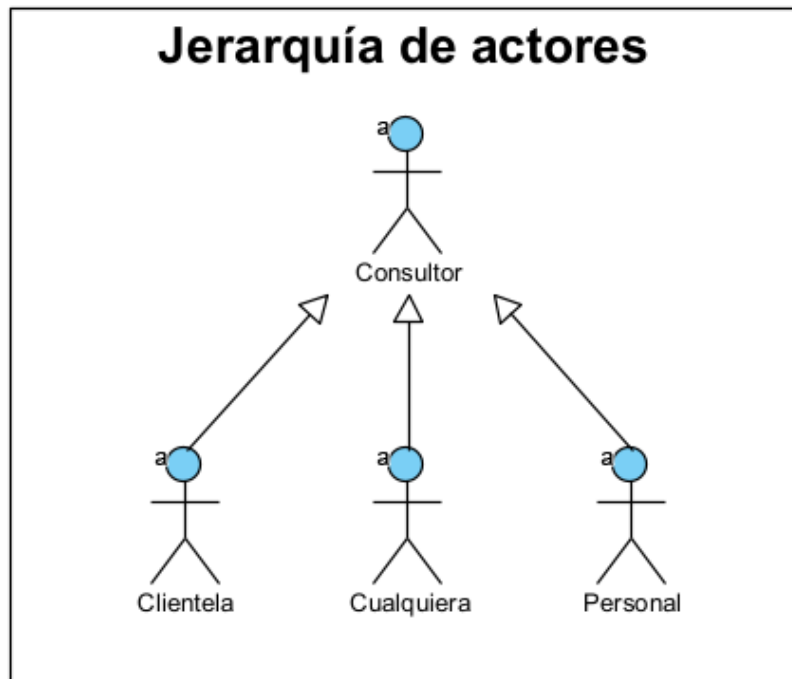 Jerarquía de actores
a
Consultor
a a a
Clientela Cualquiera Personal